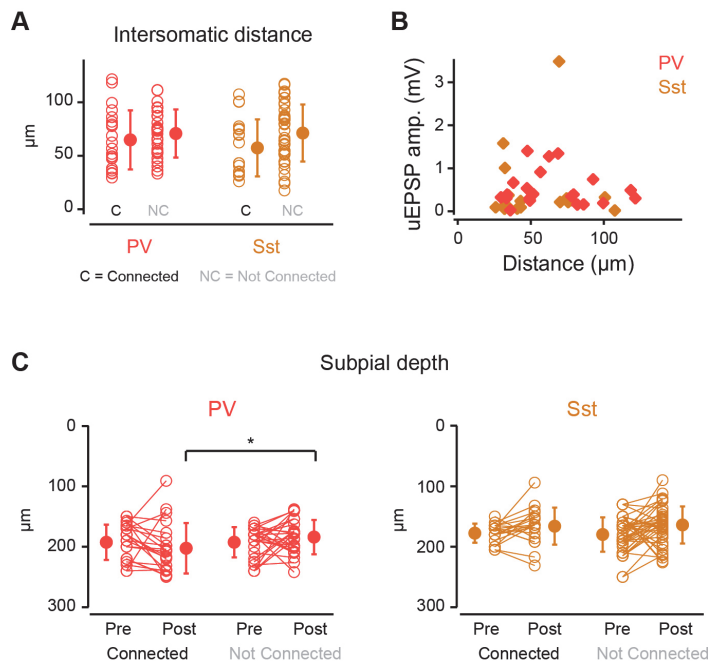 A
Intersomatic distance
100
50
0
µm
C NC C NC
PV Sst
C = Connected NC = Not Connected
B
PV
Sst
3
2
1
0
uEPSP amp. (mV)
0 50 100
Distance (µm)
C
Subpial depth
PV
*
0
100
200
300
µm
Pre Post Pre Post
Connected Not Connected
Sst
0
100
200
300
µm
Pre Post Pre Post
Connected Not Connected